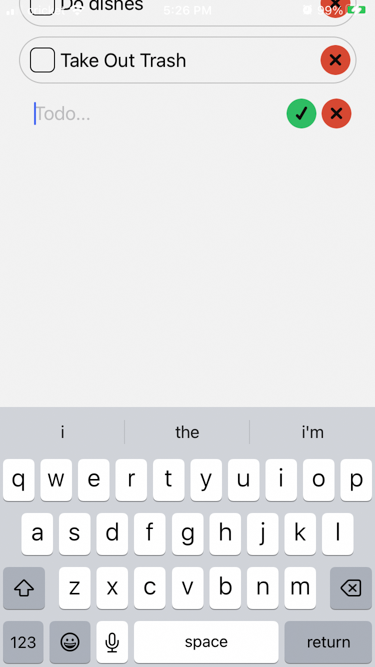 Do dishes
5:26 PM
99%
Take Out Trash
Todo...
i the i'm
q w e r t y u i o p
a s d f g h j k l
z x c v b n m
123 space return